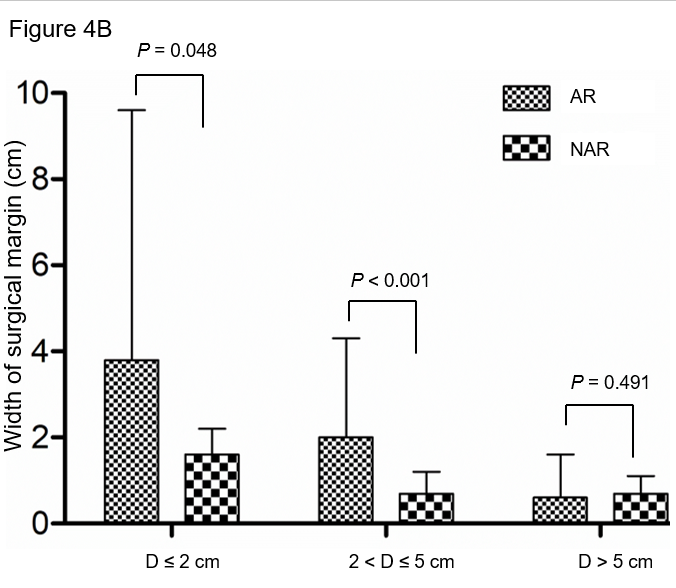 Figure 4B
P = 0.048
10
8
6
4
2
0
Width of surgical margin (cm)
AR
NAR
P < 0.001
P = 0.491
D ≤ 2 cm
2 < D ≤ 5 cm
D > 5 cm